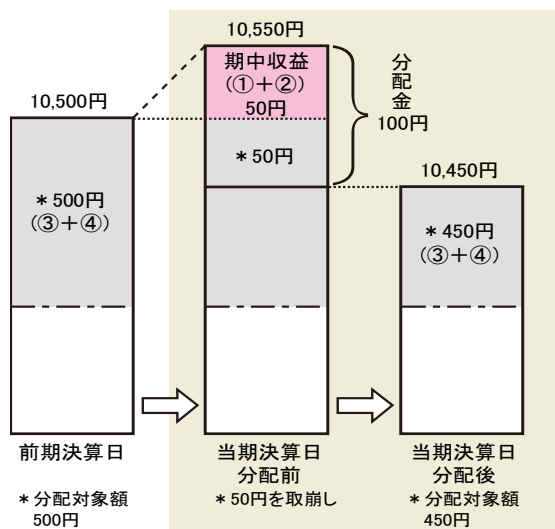 10,550円
期中収益
(①+②)
50円
分配金
100円
10,500円
*50円
10,450円
*500円
(③+④)
*450円
(③+④)
前期決算日
当期決算日
分配前
当期決算日
分配後
*分配対象額
500円
*50円を取崩し
*分配対象額
450円